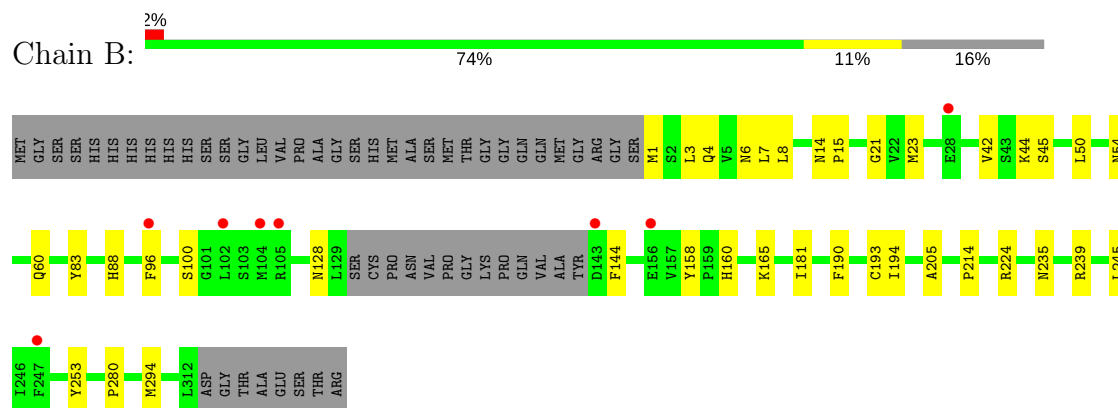 2%
Chain B:
74% 11% 16%
MET GLY SER SER HIS HIS HIS HIS HIS HIS SER SER GLY LEU VAL PRO ALA GLY SER HIS MET ALA SER MET THR GLY GLY GLN GLN MET GLY ARG GLY SER M1 S2 L3 Q4 V5 N6 L7 L8 N14 P15 G21 V22 M23 E28 V42 S43 K44 S45 L50 N54
Q60 Y83 H88 F96 S100 G101 L102 S103 M104 R105 N128 L129 SER CYS PRO ASN VAL PRO GLY LYS PRO GLN VAL ALA TYR D143 F144 E156 V157 Y158 P159 H160 K165 I181 F190 C193 I194 A205 P214 R224 N235 R239 L245
I246 F247 Y253 P280 M294 L312 ASP GLY THR ALA GLU SER THR ARG